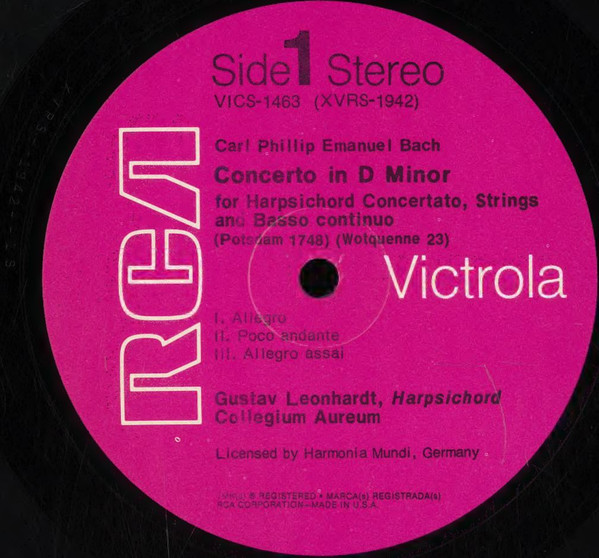 Side 1 Stereo
VICS-1463 (XVRS-1942)
Carl Phillip Emanuel Bach
Concerto in D Minor
for Harpsichord Concertato, Strings
and Basso continuo
(Potsdam 1748) (Wotquenne 23)
RCA
Victrola
I. Allegro
II. Poco andante
III. Allegro assai
Gustav Leonhardt, Harpsichord
Collegium Aureum
Licensed by Harmonia Mundi, Germany
® REGISTERED • MARCA(s) REGISTRADA(s)
RCA CORPORATION—MADE IN U.S.A.